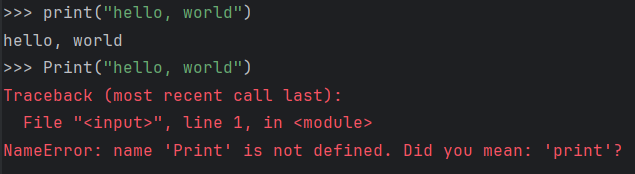 >>> print("hello, world")
hello, world
>>> Print("hello, world")
Traceback (most recent call last):
  File "<input>", line 1, in <module>
NameError: name 'Print' is not defined. Did you mean: 'print'?